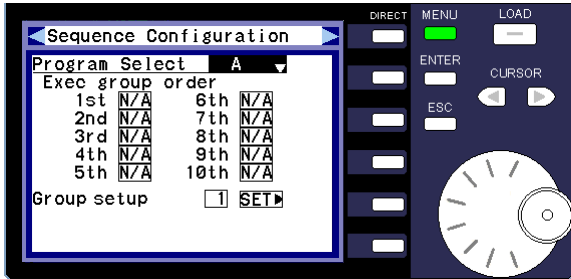 Sequence Configuration
Program Select A
Exec group order
1st N/A 6th N/A
2nd N/A 7th N/A
3rd N/A 8th N/A
4th N/A 9th N/A
5th N/A 10th N/A
Group setup 1 SET
DIRECT MENU LOAD
ENTER
CURSOR
ESC